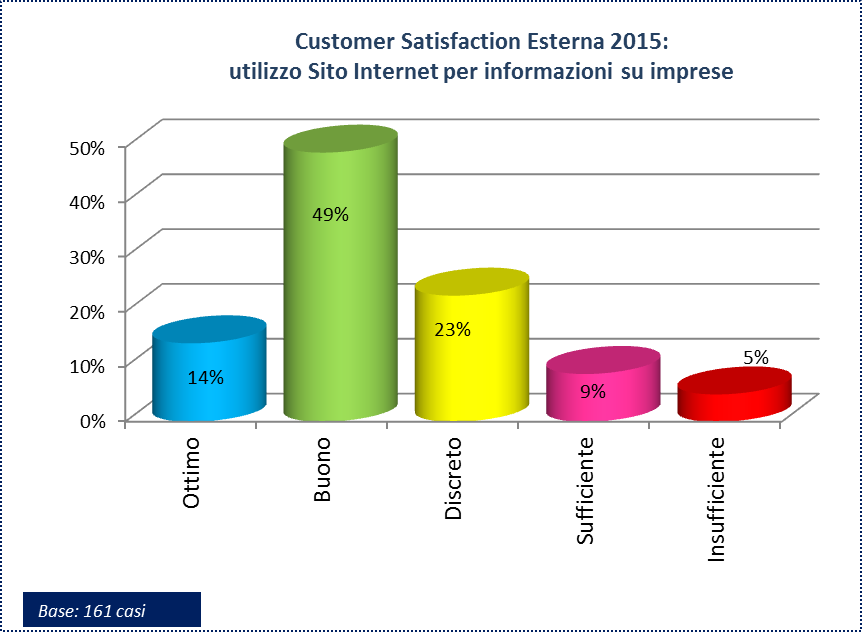 Customer Satisfaction Esterna 2015:
utilizzo Sito Internet per informazioni su imprese
50%
40%
30%
20%
10%
0%
14%
49%
23%
9%
5%
Ottimo
Buono
Discreto
Sufficiente
Insufficiente
Base: 161 casi